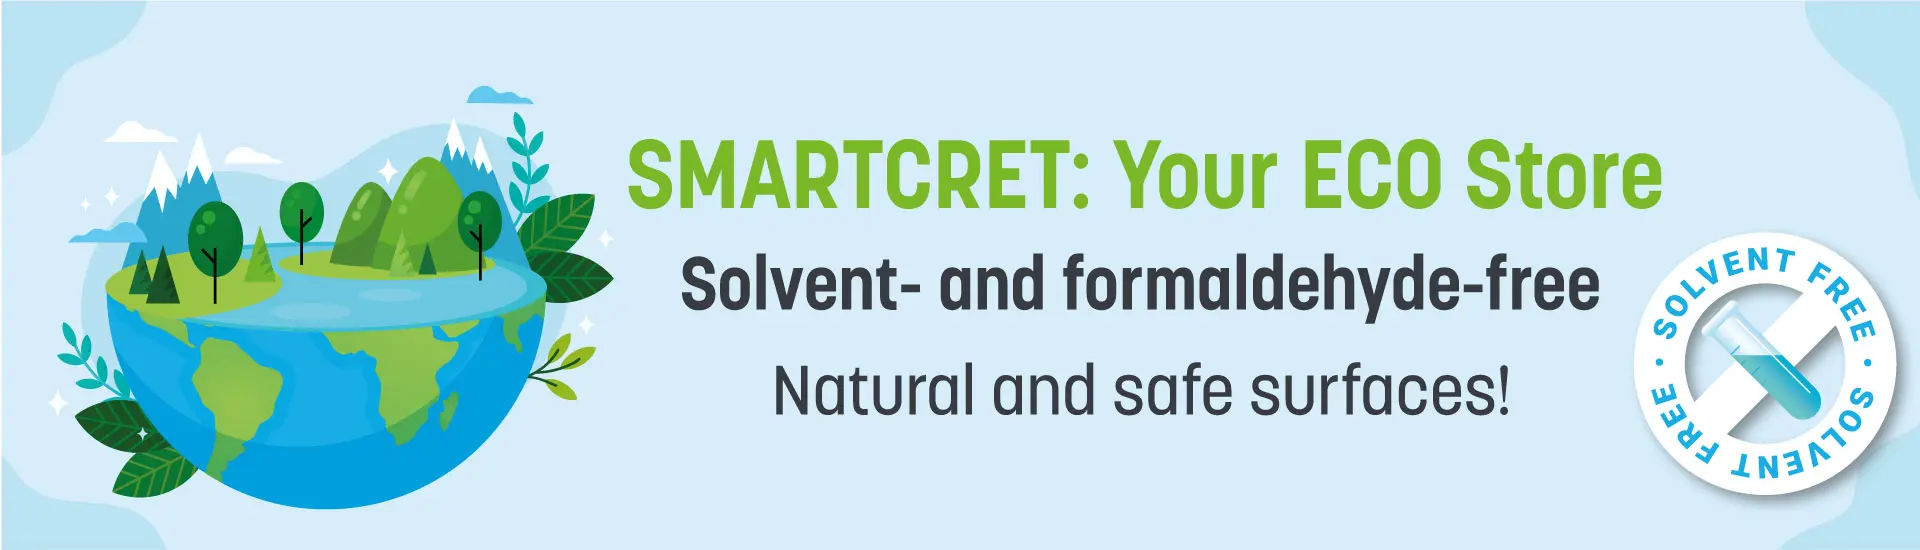 SMARTCRET: Your ECO Store
Solvent- and formaldehyde-free
Natural and safe surfaces!
SOLVENT FREE · SOLVENT FREE ·